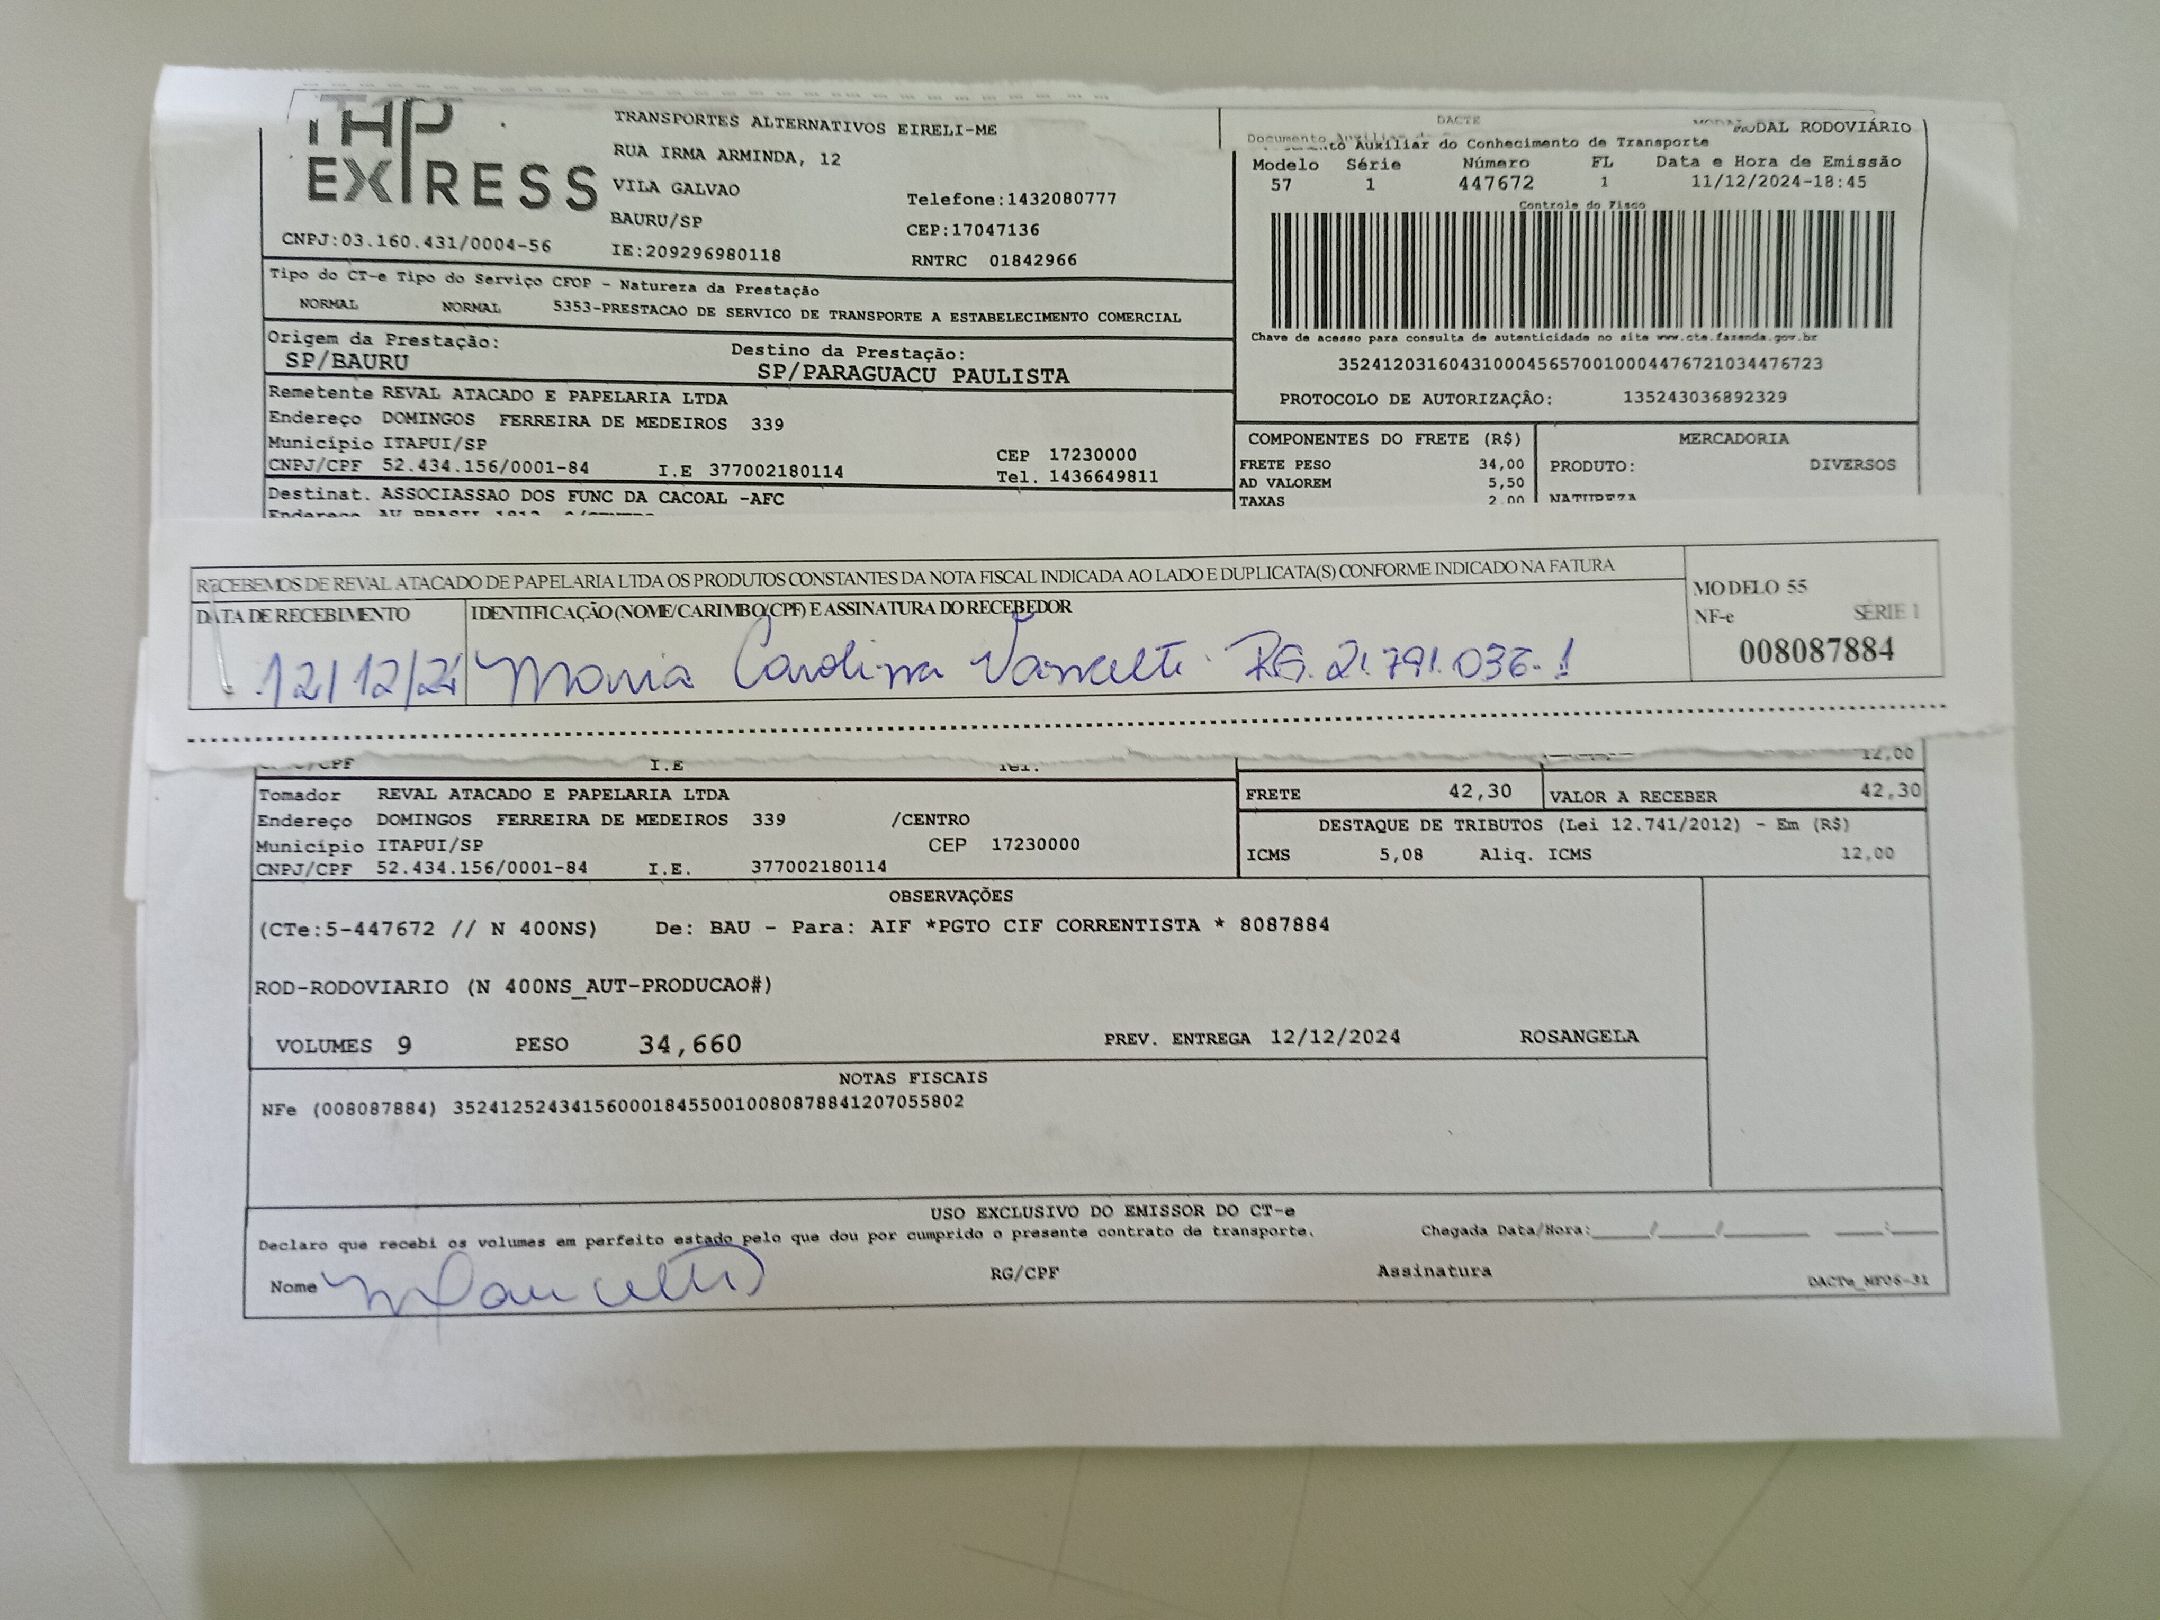 THP
EXPRESS
TRANSPORTES ALTERNATIVOS EIRELI-ME
RUA IRMA ARMINDA, 12
VILA GALVAO
Telefone:1432080777
BAURU/SP
CEP:17047136
CNPJ:03.160.431/0004-56
IE:209296980118
RNTRC 01842966
DACTE
MODAL RODOVIÁRIO
Documento Auxiliar do Conhecimento de Transporte
Modelo Série Número FL Data e Hora de Emissão
57 1 447672 1 11/12/2024-18:45
Controle do Fisco
Chave de acesso para consulta de autenticidade no site www.cte.fazenda.gov.br
35241203160431000456570010004476721034476723
PROTOCOLO DE AUTORIZAÇÂO: 135243036892329
Tipo do CT-e Tipo do Serviço CFOP - Natureza da Prestação
NORMAL NORMAL 5353-PRESTACAO DE SERVICO DE TRANSPORTE A ESTABELECIMENTO COMERCIAL
Origem da Prestação: Destino da Prestação:
SP/BAURU SP/PARAGUACU PAULISTA
Remetente REVAL ATACADO E PAPELARIA LTDA
Endereço DOMINGOS FERREIRA DE MEDEIROS 339
Município ITAPUI/SP CEP 17230000
CNPJ/CPF 52.434.156/0001-84 I.E 377002180114 Tel. 1436649811
Destinat. ASSOCIASSAO DOS FUNC DA CACOAL -AFC
Endereço AV BRASIL
COMPONENTES DO FRETE (R$)
FRETE PESO 34,00
AD VALOREM 5,50
TAXAS 2,00
MERCADORIA
PRODUTO: DIVERSOS
NATUREZA
RECEBEMOS DE REVAL ATACADO DE PAPELARIA LTDA OS PRODUTOS CONSTANTES DA NOTA FISCAL INDICADA AO LADO E DUPLICATA(S) CONFORME INDICADO NA FATURA
DATA DE RECEBIMENTO IDENTIFICAÇÃO (NOME/CARIMBO/CPF) E ASSINATURA DO RECEBEDOR
12/12/24 Maria Carolina RG. 21.791.036-1
MODELO 55
NF-e SÉRIE 1
008087884
CNPJ/CPF I.E Tel.
12,00
Tomador REVAL ATACADO E PAPELARIA LTDA
Endereço DOMINGOS FERREIRA DE MEDEIROS 339 /CENTRO
Município ITAPUI/SP CEP 17230000
CNPJ/CPF 52.434.156/0001-84 I.E. 377002180114
FRETE 42,30 VALOR A RECEBER 42,30
DESTAQUE DE TRIBUTOS (Lei 12.741/2012) - Em (R$)
ICMS 5,08 Aliq. ICMS 12,00
OBSERVAÇÕES
(CTe:5-447672 // N 400NS) De: BAU - Para: AIF *PGTO CIF CORRENTISTA * 8087884
ROD-RODOVIARIO (N 400NS_AUT-PRODUCAO#)
VOLUMES 9 PESO 34,660 PREV. ENTREGA 12/12/2024 ROSANGELA
NOTAS FISCAIS
NFe (008087884) 35241252434156000184550010080878841207055802
USO EXCLUSIVO DO EMISSOR DO CT-e
Declaro que recebi os volumes em perfeito estado pelo que dou por cumprido o presente contrato de transporte. Chegada Data/Hora:____/____/____ __:__
Nome RG/CPF Assinatura DACTe_MF06-31